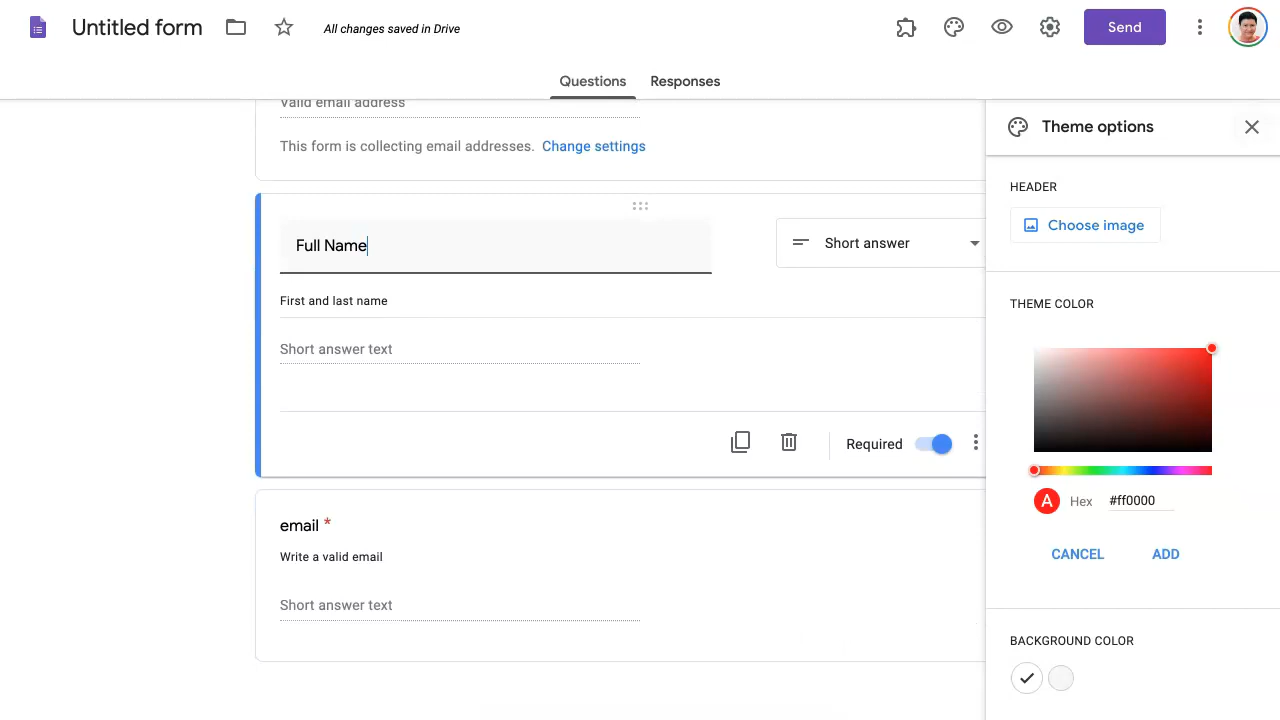 Untitled form
All changes saved in Drive
Send
Questions
Responses
Valid email address
This form is collecting email addresses. Change settings
Full Name
Short answer
First and last name
Short answer text
Required
email *
Write a valid email
Short answer text
Theme options
HEADER
Choose image
THEME COLOR
A
Hex
#ff0000
CANCEL
ADD
BACKGROUND COLOR